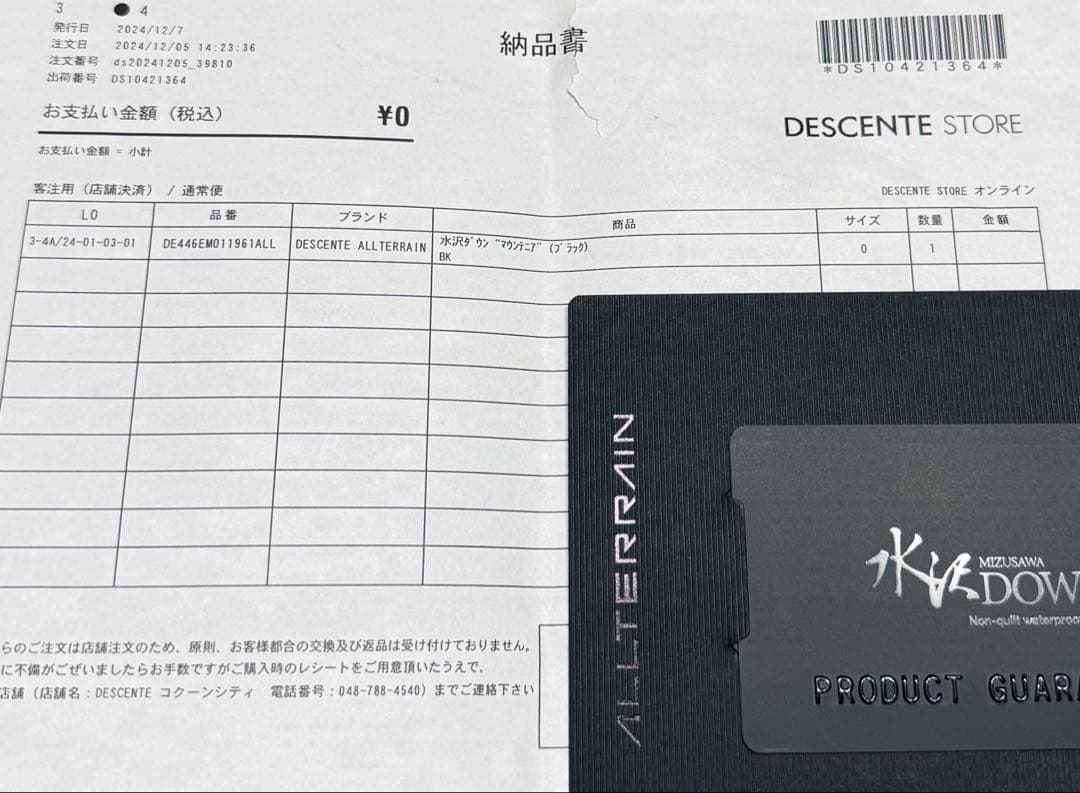 3 4
発行日 2024/12/7
注文日 2024/12/05 14:23:36
注文番号 ds20241205_39810
出荷番号 DS10421364
納品書
*DS10421364*
お支払い金額（税込） ¥0
DESCENTE STORE
お支払い金額 = 小計
客注用（店舗決済） / 通常便
DESCENTE STORE オンライン
LO 品番 ブランド 商品 サイズ 数量 金額
3-4A/24-01-03-01 DE446EM011961ALL DESCENTE ALLTERRAIN 水沢ﾀﾞｳﾝ “ﾏｳﾝﾃﾆｱ” (ﾌﾞﾗｯｸ) 0 1
BK
らのご注文は店舗注文のため、原則、お客様都合の交換及び返品は受け付けておりません。
に不備がございましたらお手数ですがご購入時のレシートをご用意頂いたうえで、
店舗（店舗名：DESCENTE コクーンシティ 電話番号：048-788-4540）までご連絡下さい
ALLTERRAIN
水沢
MIZUSAWA
DOW
Non-quilt waterproo
PRODUCT GUARA